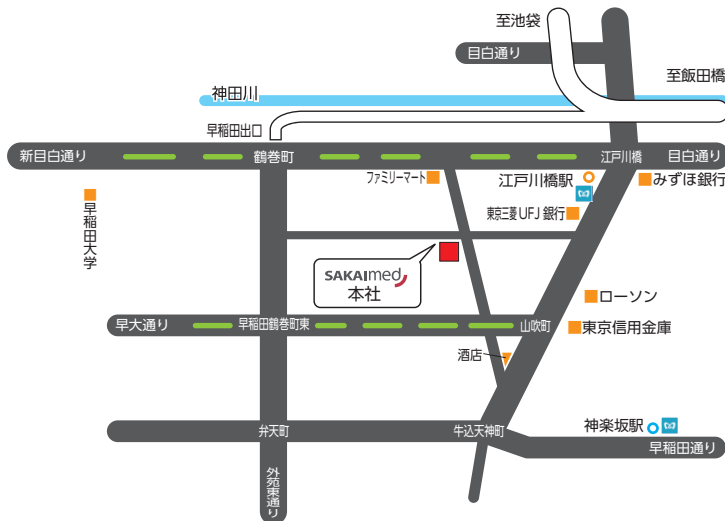 至池袋
目白通り
至飯田橋
神田川
早稲田出口
新目白通り
鶴巻町
江戸川橋
目白通り
ファミリーマート
江戸川橋駅
みずほ銀行
早稲田大学
東京三菱UFJ銀行
SAKAImed
本社
ローソン
早大通り
早稲田鶴巻町東
山吹町
東京信用金庫
酒店
神楽坂駅
弁天町
牛込天神町
早稲田通り
外苑東通り